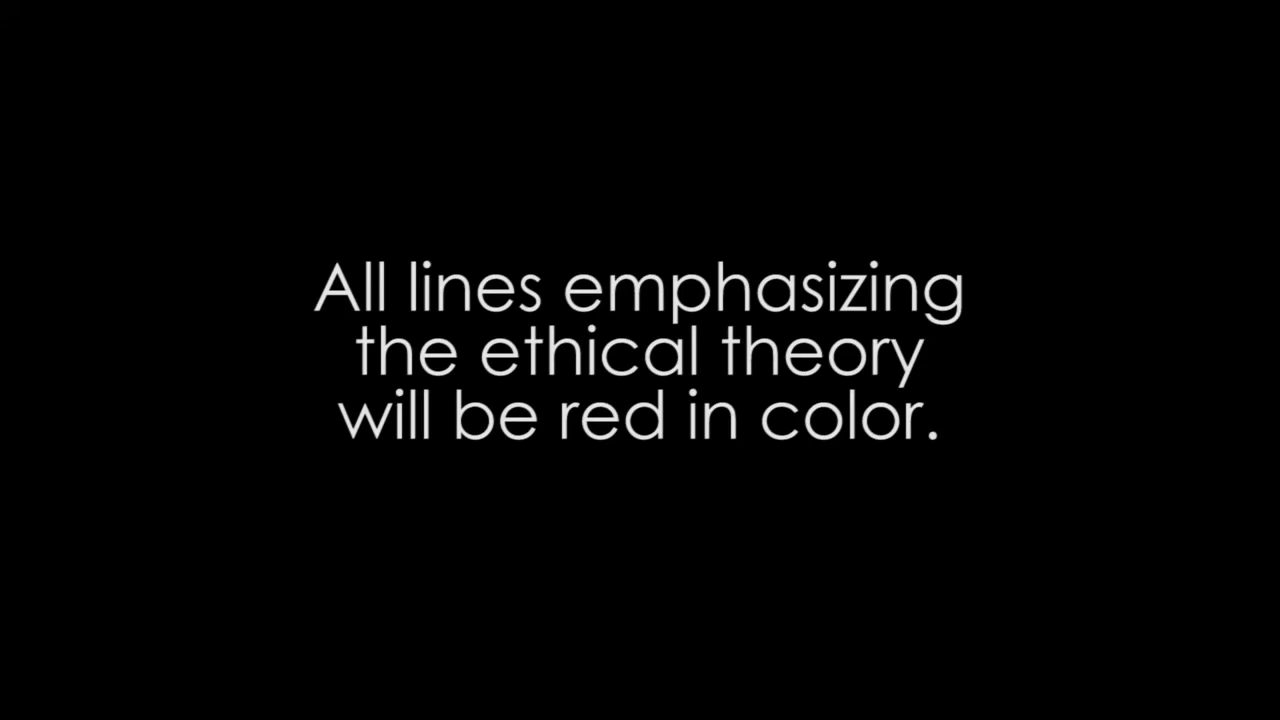 All lines emphasizing
the ethical theory
will be red in color.